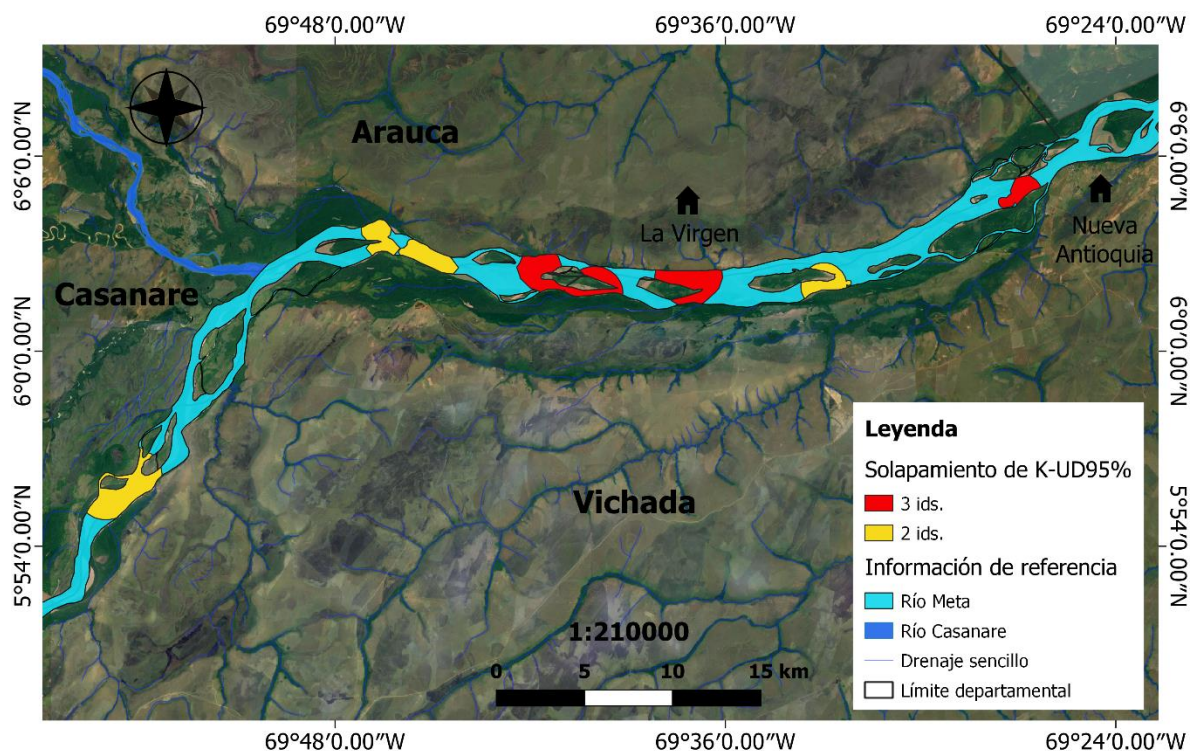 69°48'0.00"W
69°36'0.00"W
69°24'0.00"W
6°6'0.00"N
6°0'0.00"N
5°54'0.00"N
6°6'0.00"N
6°0'0.00"N
5°54'0.00"N
Arauca
La Virgen
Nueva
Antioquia
Casanare
Vichada
Leyenda
Solapamiento de K-UD95%
3 ids.
2 ids.
Información de referencia
Río Meta
Río Casanare
Drenaje sencillo
Límite departamental
1:210000
0 5 10 15 km
69°48'0.00"W
69°36'0.00"W
69°24'0.00"W